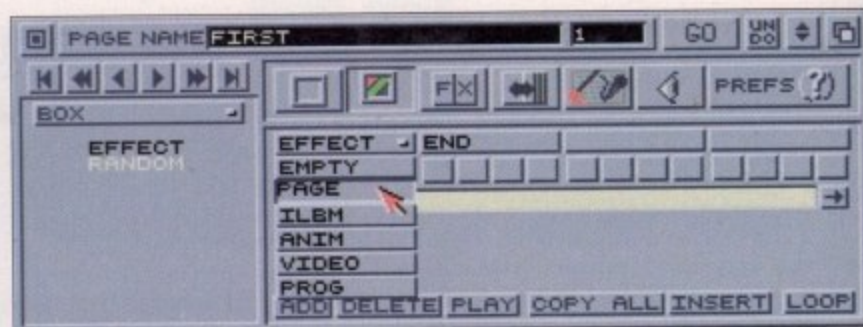 PAGE NAME FIRST 1 GO UNDO
FX PREFS
BOX
EFFECT
RANDOM
EFFECT END
EMPTY
PAGE
ILBM
ANIM
VIDEO
PROG
ADD DELETE PLAY COPY ALL INSERT LOOP